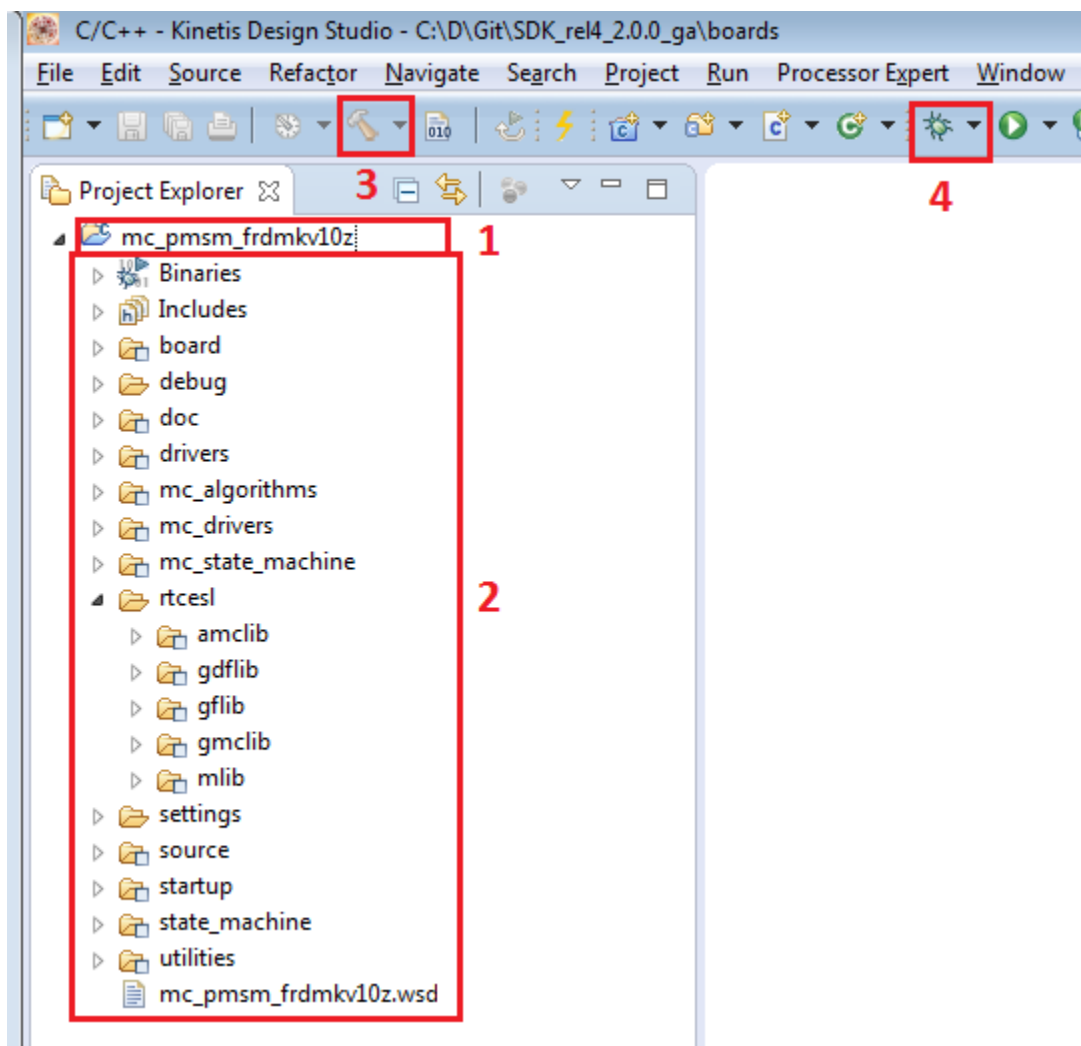 C/C++ - Kinetis Design Studio - C:\D\Git\SDK_rel4_2.0.0_ga\boards
File Edit Source Refactor Navigate Search Project Run Processor Expert Window
010
4
Project Explorer 3
mc_pmsm_frdmkv10z 1
Binaries
Includes
board
debug
doc
drivers
mc_algorithms
mc_drivers
mc_state_machine
rtcesl 2
amclib
gdflib
gflib
gmclib
mlib
settings
source
startup
state_machine
utilities
mc_pmsm_frdmkv10z.wsd